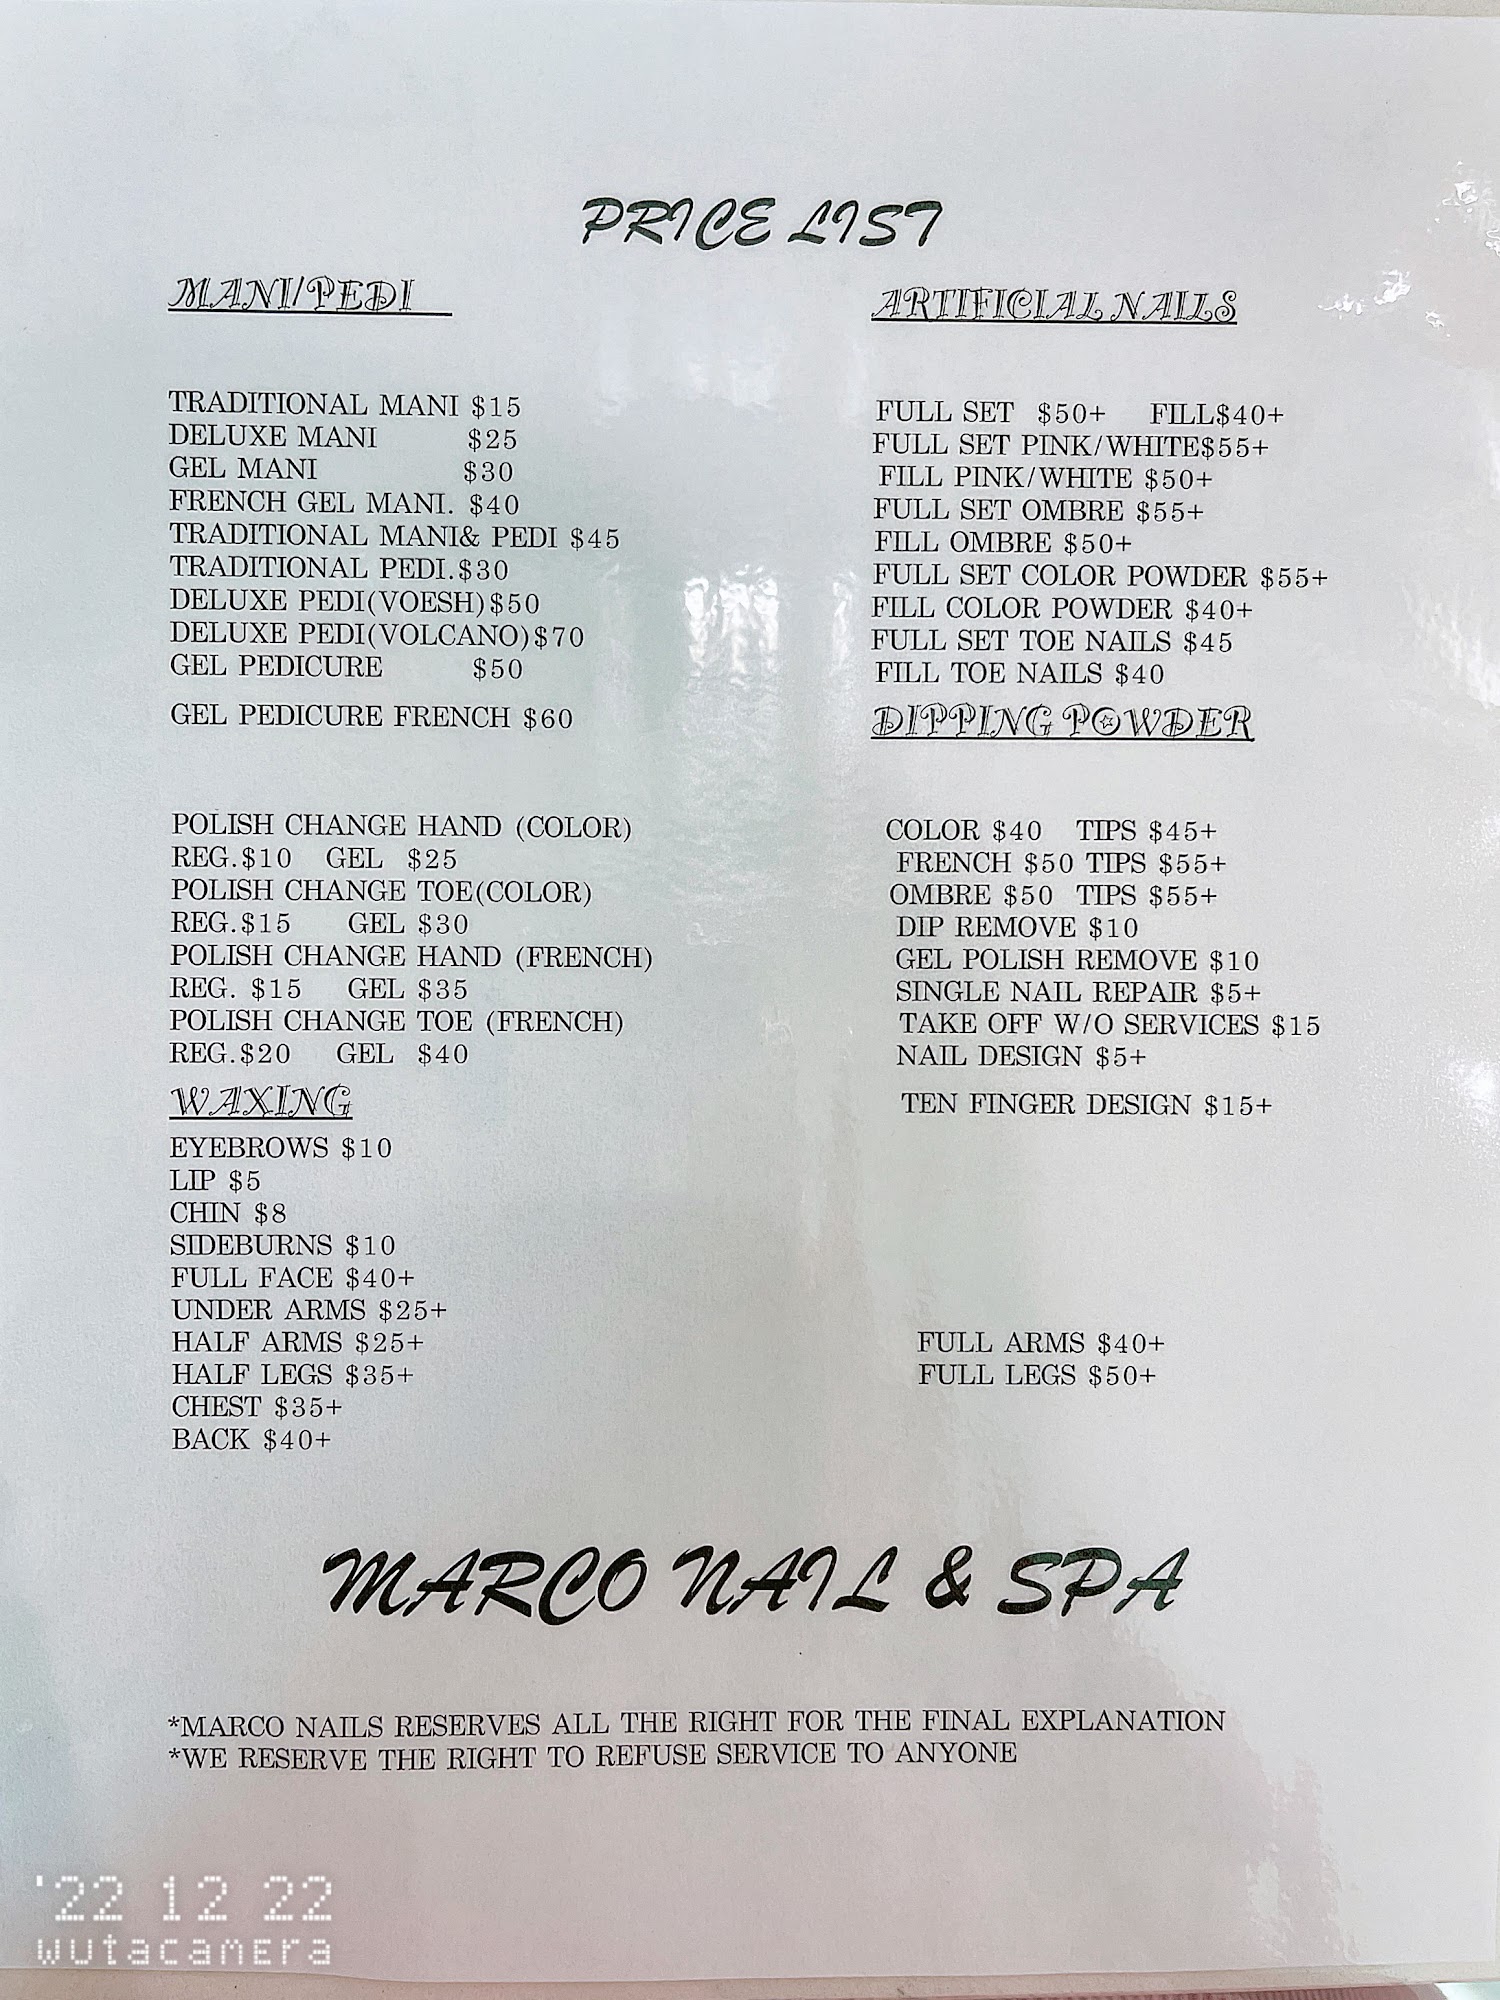 PRICE LIST
MANI/PEDI
TRADITIONAL MANI $15
DELUXE MANI $25
GEL MANI $30
FRENCH GEL MANI. $40
TRADITIONAL MANI& PEDI $45
TRADITIONAL PEDI.$30
DELUXE PEDI(VOESH)$50
DELUXE PEDI(VOLCANO)$70
GEL PEDICURE $50
GEL PEDICURE FRENCH $60
POLISH CHANGE HAND (COLOR)
REG.$10 GEL $25
POLISH CHANGE TOE(COLOR)
REG.$15 GEL $30
POLISH CHANGE HAND (FRENCH)
REG. $15 GEL $35
POLISH CHANGE TOE (FRENCH)
REG.$20 GEL $40
WAXING
EYEBROWS $10
LIP $5
CHIN $8
SIDEBURNS $10
FULL FACE $40+
UNDER ARMS $25+
HALF ARMS $25+
HALF LEGS $35+
CHEST $35+
BACK $40+
ARTIFICIAL NAILS
FULL SET $50+ FILL$40+
FULL SET PINK/WHITE$55+
FILL PINK/WHITE $50+
FULL SET OMBRE $55+
FILL OMBRE $50+
FULL SET COLOR POWDER $55+
FILL COLOR POWDER $40+
FULL SET TOE NAILS $45
FILL TOE NAILS $40
DIPPING POWDER
COLOR $40 TIPS $45+
FRENCH $50 TIPS $55+
OMBRE $50 TIPS $55+
DIP REMOVE $10
GEL POLISH REMOVE $10
SINGLE NAIL REPAIR $5+
TAKE OFF W/O SERVICES $15
NAIL DESIGN $5+
TEN FINGER DESIGN $15+
FULL ARMS $40+
FULL LEGS $50+
MARCO NAIL & SPA
*MARCO NAILS RESERVES ALL THE RIGHT FOR THE FINAL EXPLANATION
*WE RESERVE THE RIGHT TO REFUSE SERVICE TO ANYONE
'22 12 22
wutacamera